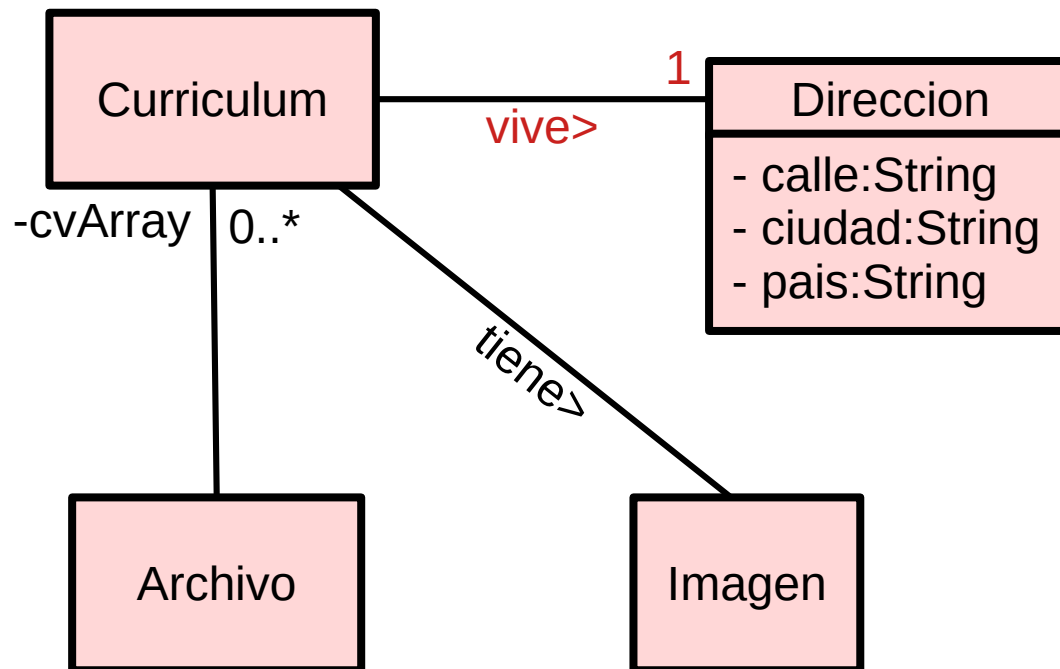 Curriculum
1
vive>
Direccion
- calle:String
- ciudad:String
- pais:String
-cvArray
0..*
tiene>
Archivo
Imagen